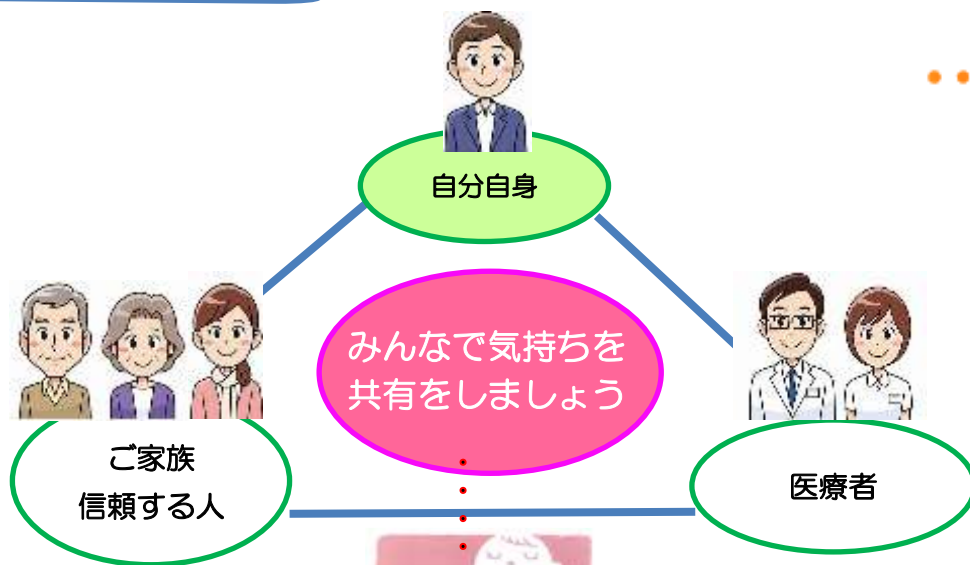 自分自身
みんなで気持ちを
共有をしましょう
ご家族
信頼する人
医療者